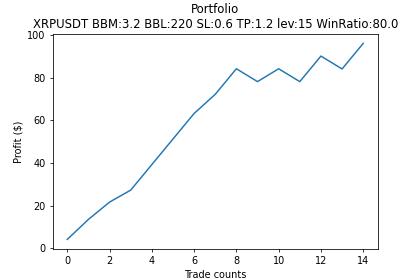 Portfolio
XRPUSDT BBM:3.2 BBL:220 SL:0.6 TP:1.2 lev:15 WinRatio:80.0
100
80
60
40
20
0
Profit ($)
0 2 4 6 8 10 12 14
Trade counts